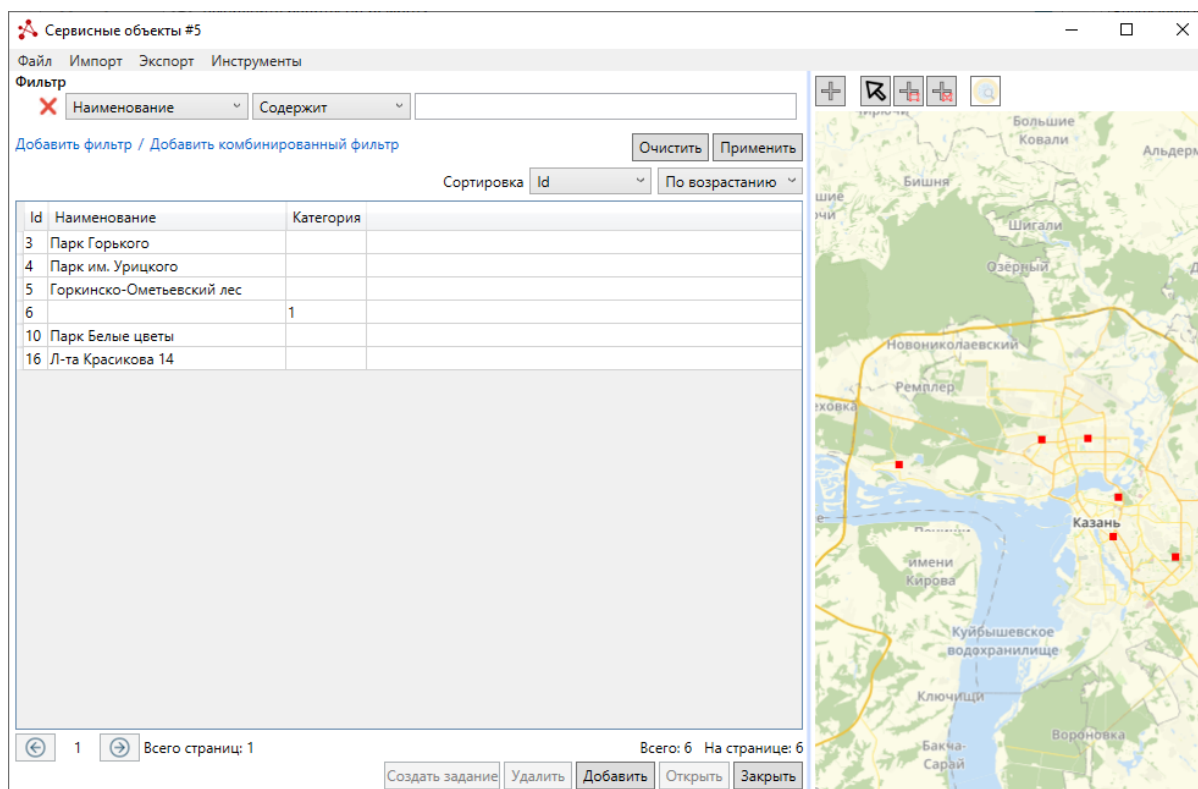 Сервисные объекты #5
Файл Импорт Экспорт Инструменты
Фильтр
Наименование Содержит
Добавить фильтр / Добавить комбинированный фильтр
Очистить Применить
Сортировка Id По возрастанию
Id Наименование Категория
3 Парк Горького
4 Парк им. Урицкого
5 Горкинско-Ометьевский лес
6 1
10 Парк Белые цветы
16 Л-та Красикова 14
1 Всего страниц: 1
Всего: 6 На странице: 6
Создать задание Удалить Добавить Открыть Закрыть
Большие
Ковали
Альдерм
Бишня
шие
Шигали
Озёрный
Новониколаевский
Ремплер
еховка
Казань
имени
Кирова
Куйбышевское
водохранилище
Ключищи
Вороновка
Бакча-
Сарай